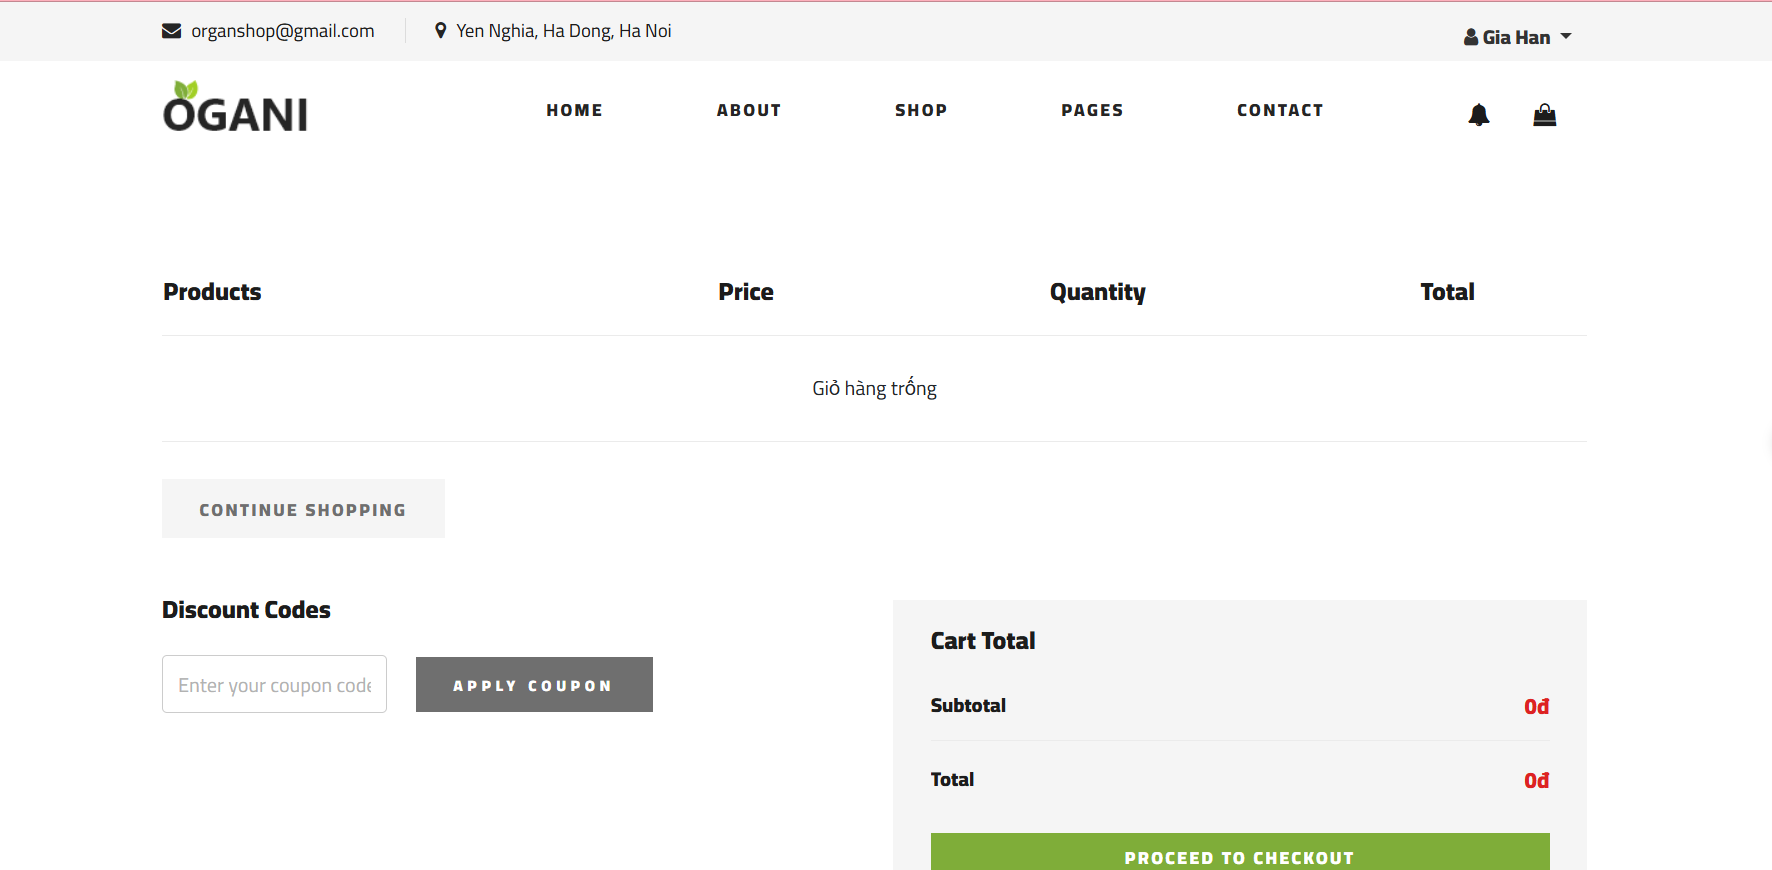 organshop@gmail.com Yen Nghia, Ha Dong, Ha Noi Gia Han
OGANI HOME ABOUT SHOP PAGES CONTACT
Products Price Quantity Total
Giỏ hàng trống
CONTINUE SHOPPING
Discount Codes
Enter your coupon code APPLY COUPON
Cart Total
Subtotal 0đ
Total 0đ
PROCEED TO CHECKOUT